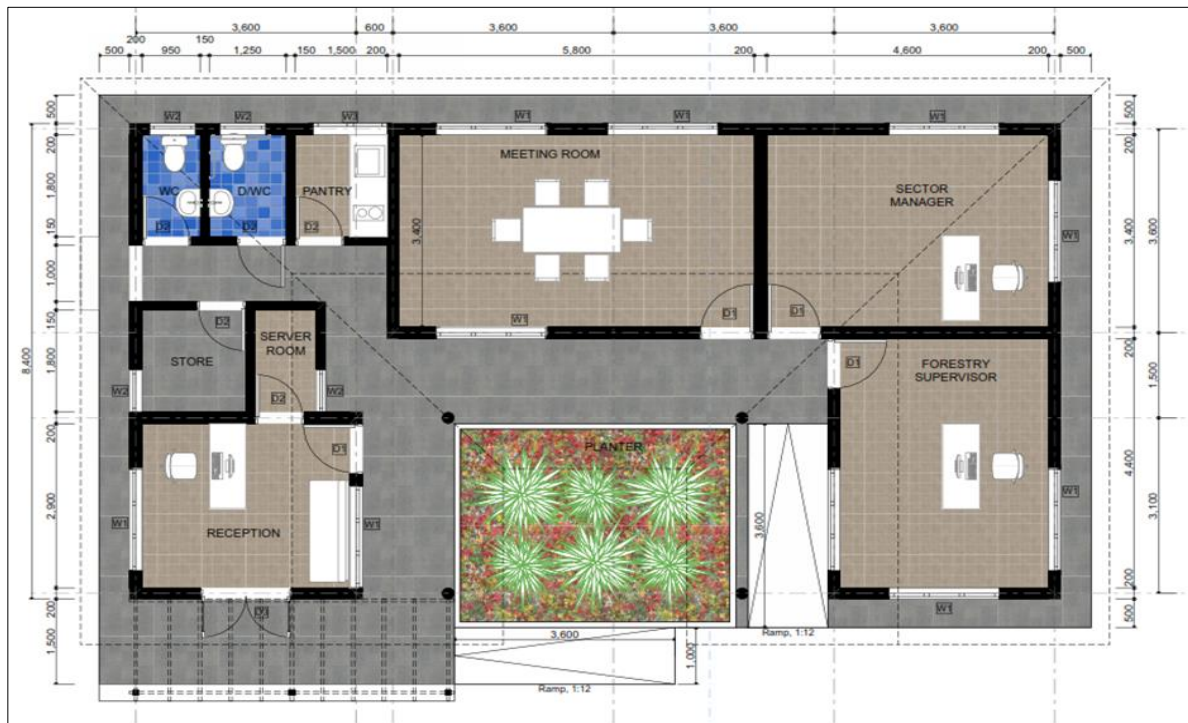 3,600
600
3,600
3,600
3,600
200
150
500
950
1,250
150
1,500
200
5,800
200
4,600
200
500
500
200
1,800
150
1,000
150
1,800
200
2,900
200
1,500
8,400
W2
W2
W3
W1
W1
W1
MEETING ROOM
WC
D/WC
PANTRY
SECTOR
MANAGER
D2
D2
D2
3,400
W1
W1
D1
D1
D2
STORE
SERVER
ROOM
W2
W2
D2
FORESTRY
SUPERVISOR
D1
D1
PLANTER
W1
RECEPTION
W1
3,600
W1
W1
3,600
1,000
Ramp, 1:12
Ramp, 1:12
500
200
3,400
3,600
200
1,500
4,400
3,100
200
500